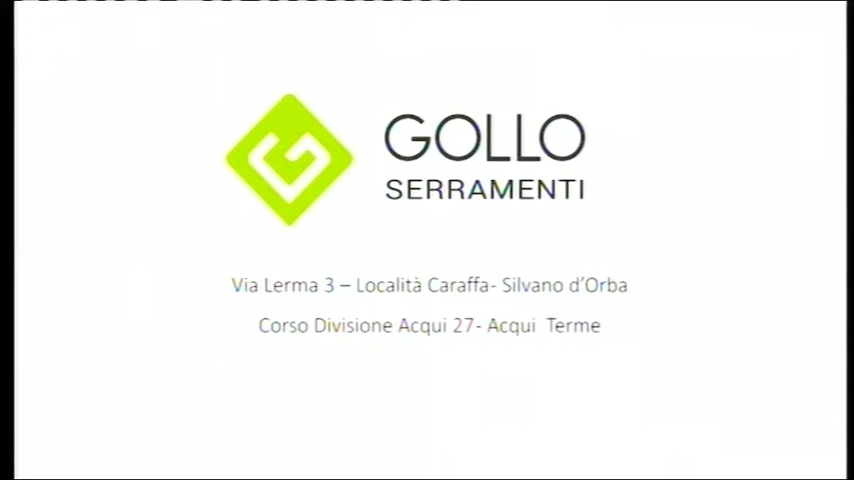 GOLLO
SERRAMENTI
Via Lerma 3 – Località Caraffa- Silvano d’Orba
Corso Divisione Acqui 27- Acqui  Terme